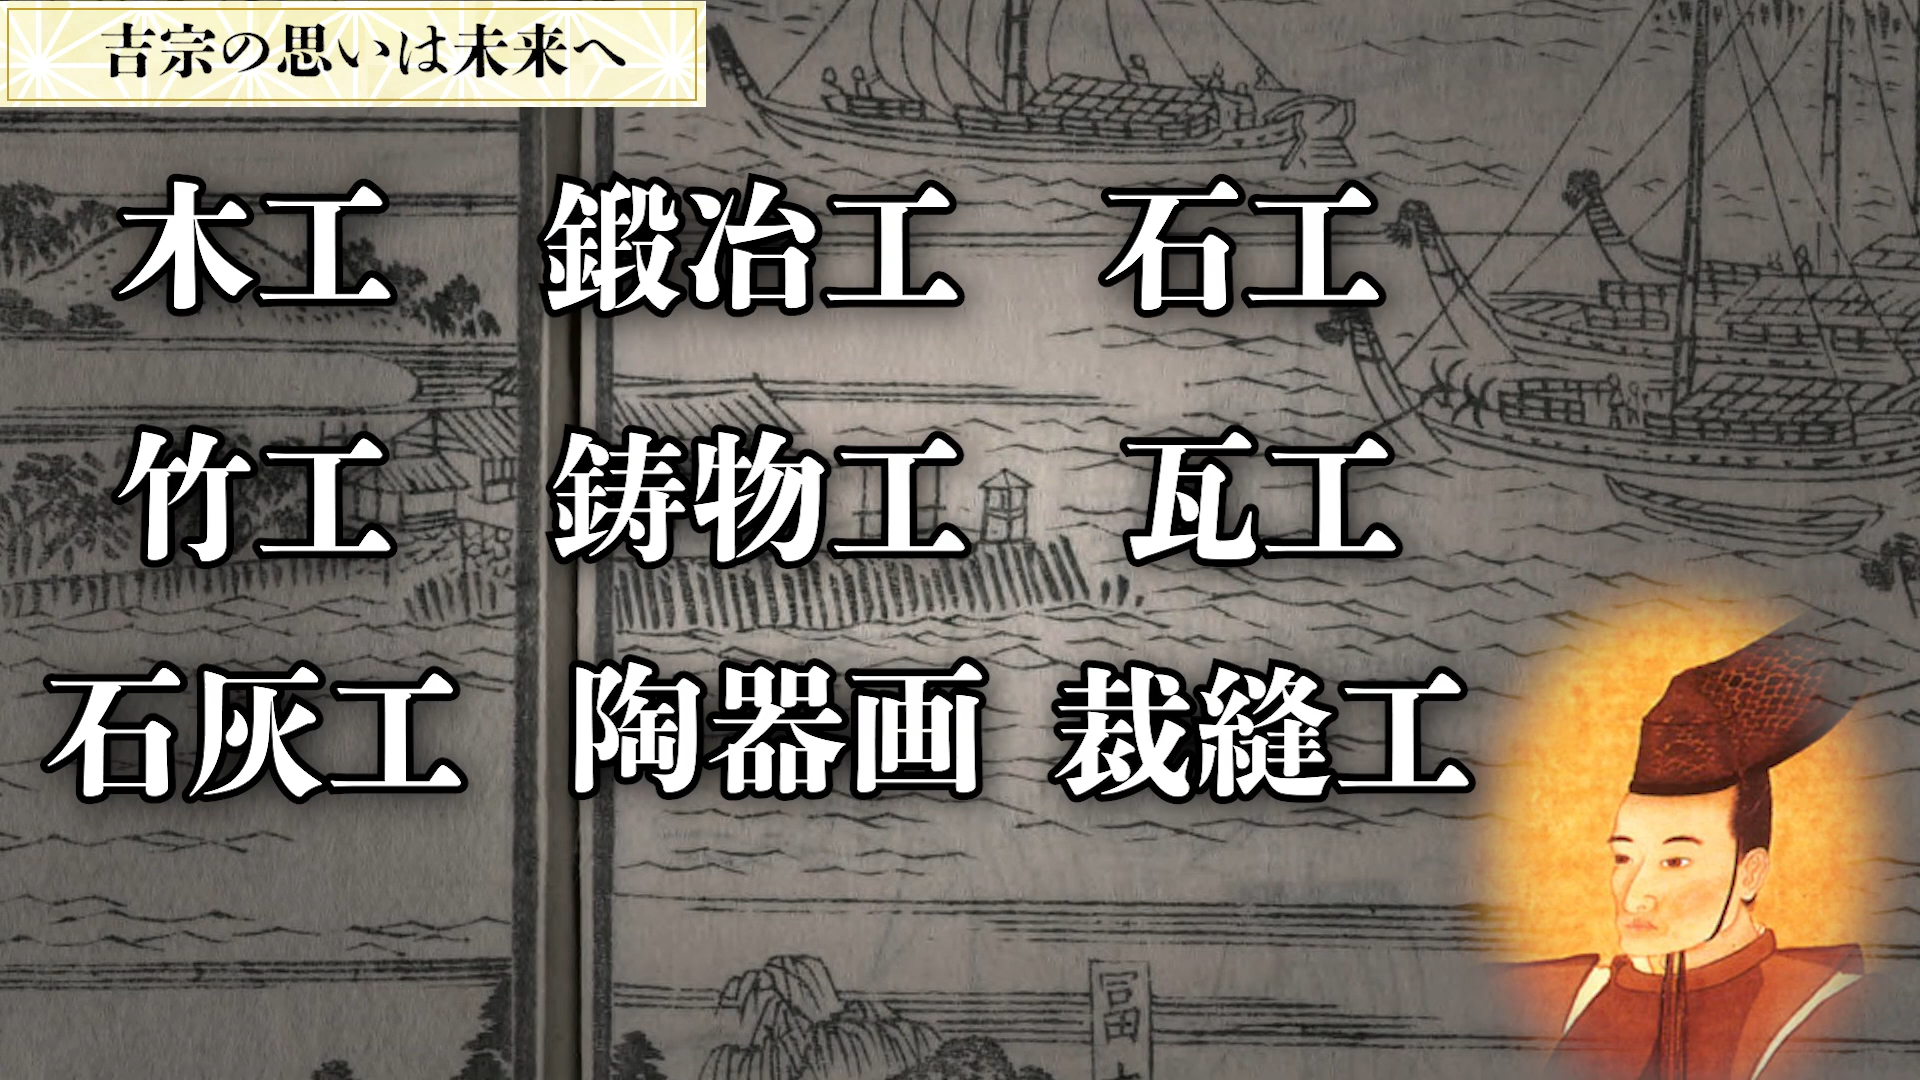 吉宗の思いは未来へ
木工 鍛冶工 石工
竹工 鋳物工 瓦工
石灰工 陶器画 裁縫工
冨